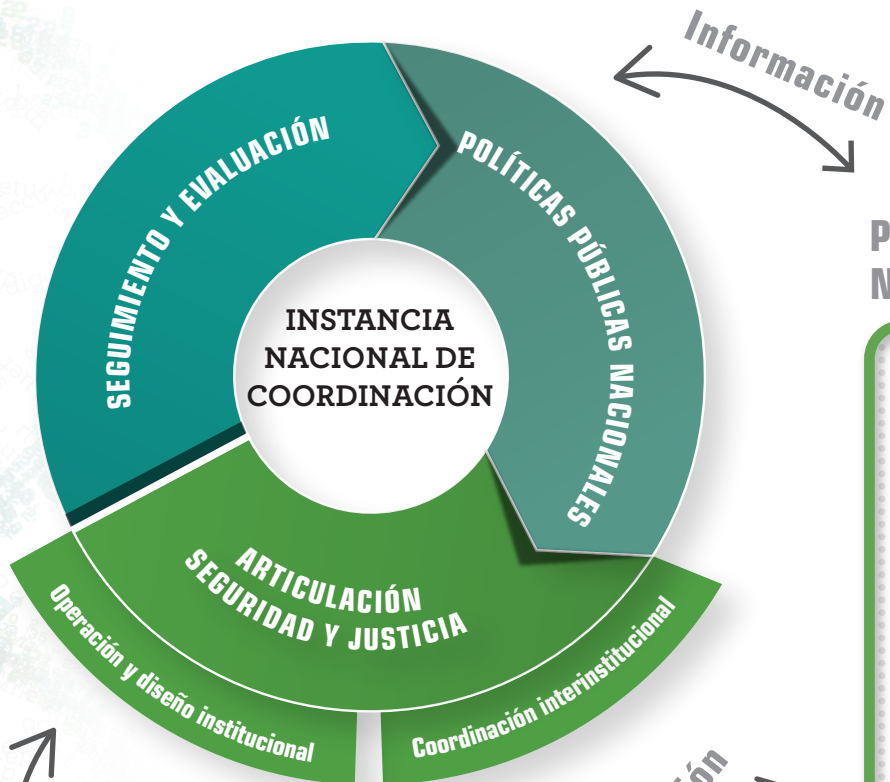 Información
SEGUIMIENTO Y EVALUACIÓN
POLÍTICAS PÚBLICAS NACIONALES
INSTANCIA
NACIONAL DE
COORDINACIÓN
ARTICULACIÓN
SEGURIDAD Y JUSTICIA
Operación y diseño institucional
Coordinación interinstitucional